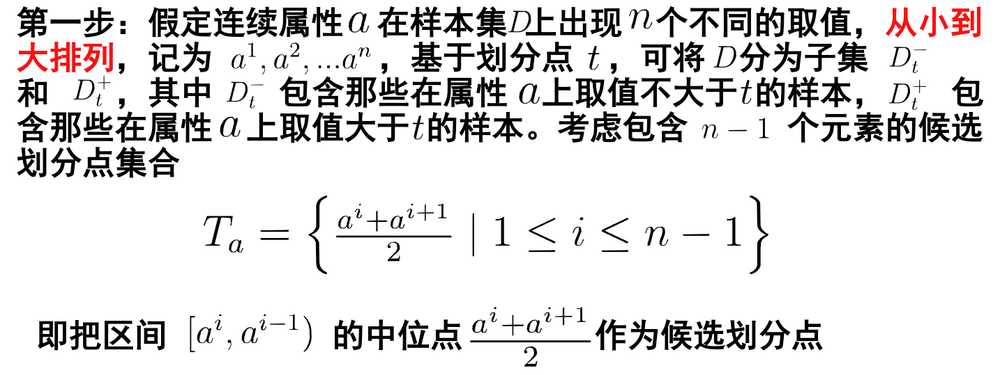 第一步：假定连续属性 a 在样本集D上出现 n 个不同的取值，从小到
大排列，记为 a^1, a^2, ...a^n，基于划分点 t，可将 D 分为子集 D_t^-
和 D_t^+，其中 D_t^- 包含那些在属性 a 上取值不大于 t 的样本，D_t^+ 包
含那些在属性 a 上取值大于 t 的样本。考虑包含 n − 1 个元素的候选
划分点集合
T_a = { \frac{a^i+a^{i+1}}{2} | 1 ≤ i ≤ n − 1 }
即把区间 [a^i, a^{i−1}) 的中位点 \frac{a^i+a^{i+1}}{2} 作为候选划分点